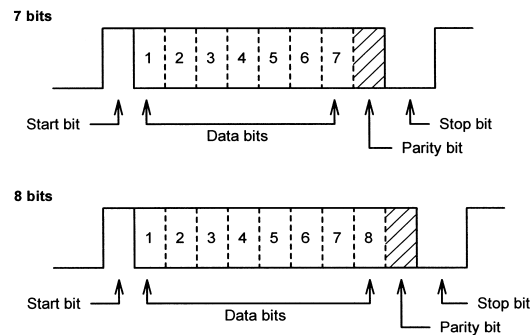 7 bits
1 2 3 4 5 6 7
Start bit
Data bits
Stop bit
Parity bit
8 bits
1 2 3 4 5 6 7 8
Start bit
Data bits
Stop bit
Parity bit